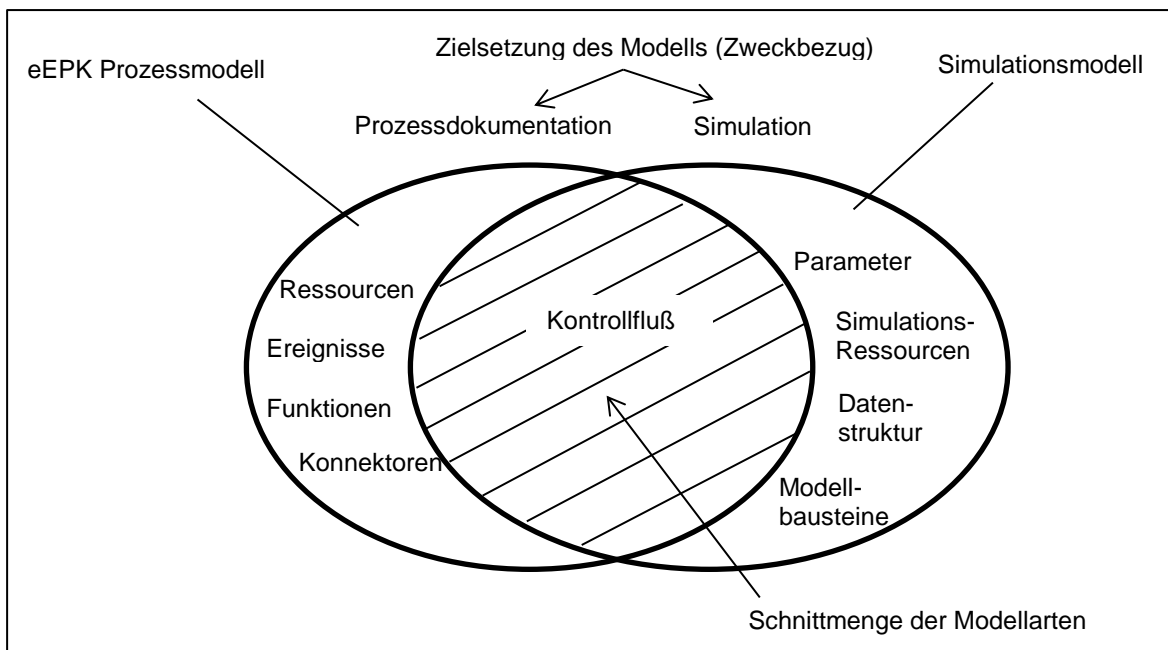 Zielsetzung des Modells (Zweckbezug)
eEPK Prozessmodell
Simulationsmodell
Prozessdokumentation
Simulation
Ressourcen
Ereignisse
Funktionen
Konnektoren
Kontrollfluß
Parameter
Simulations-
Ressourcen
Daten-
struktur
Modell-
bausteine
Schnittmenge der Modellarten